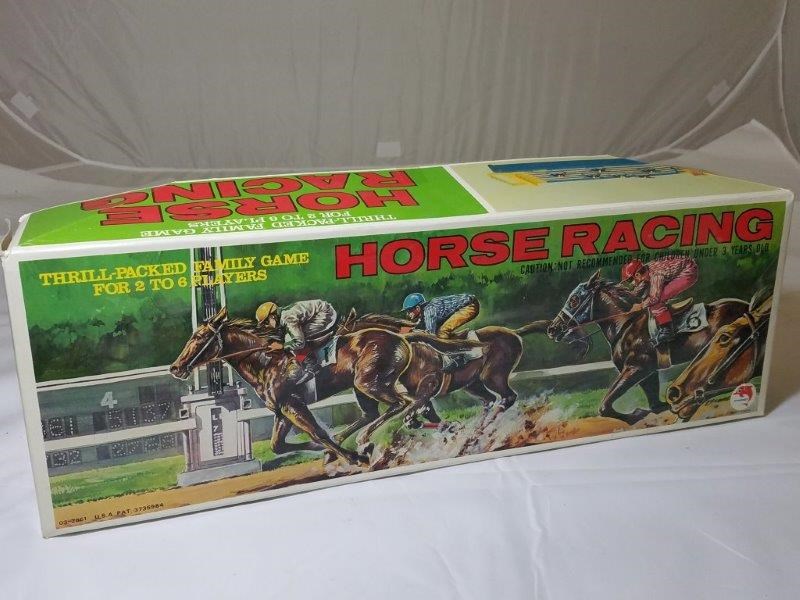 HORSE
RACING
THRILL-PACKED FAMILY GAME
FOR 2 TO 6 PLAYERS
HORSE RACING
CAUTION: NOT RECOMMENDED FOR CHILDREN UNDER 3 YEARS OLD
THRILL-PACKED FAMILY GAME
FOR 2 TO 6 PLAYERS
4
U.S.A. PAT. 3735984